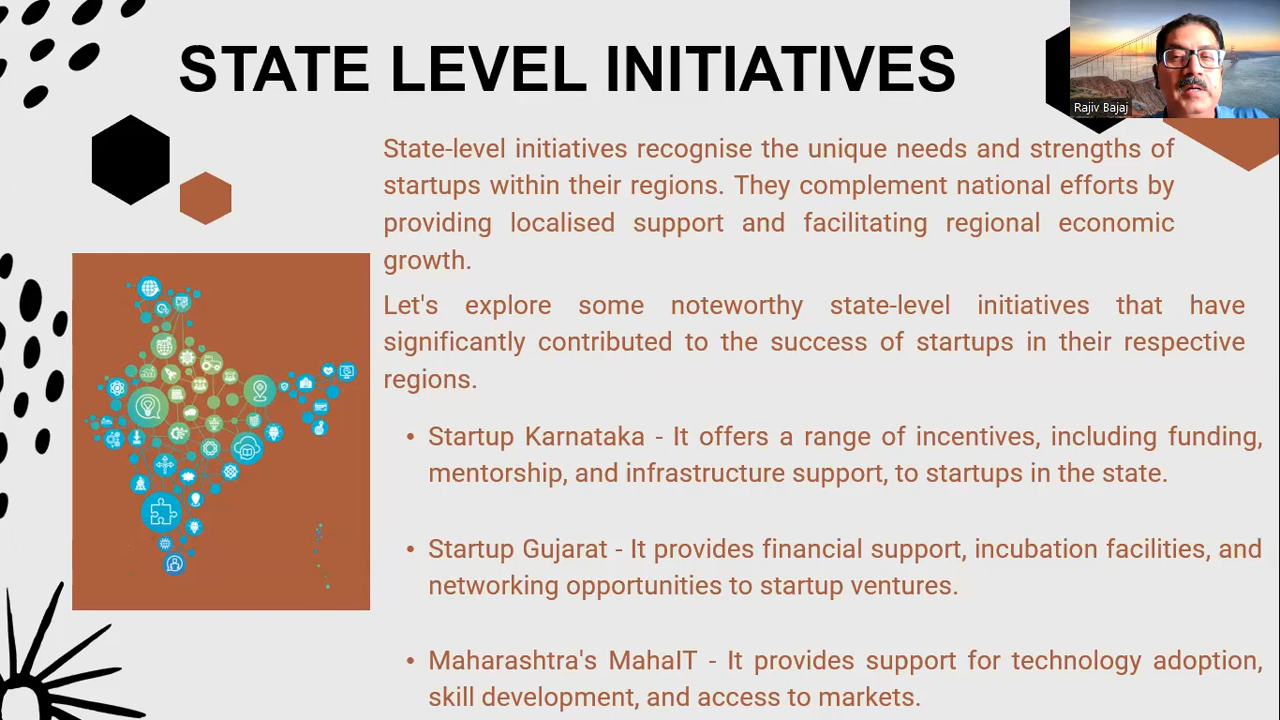 STATE LEVEL INITIATIVES
Rajiv Bajaj
State-level initiatives recognise the unique needs and strengths of
startups within their regions. They complement national efforts by
providing localised support and facilitating regional economic
growth.
Let's explore some noteworthy state-level initiatives that have
significantly contributed to the success of startups in their respective
regions.
• Startup Karnataka - It offers a range of incentives, including funding,
mentorship, and infrastructure support, to startups in the state.
• Startup Gujarat - It provides financial support, incubation facilities, and
networking opportunities to startup ventures.
• Maharashtra's MahaIT - It provides support for technology adoption,
skill development, and access to markets.